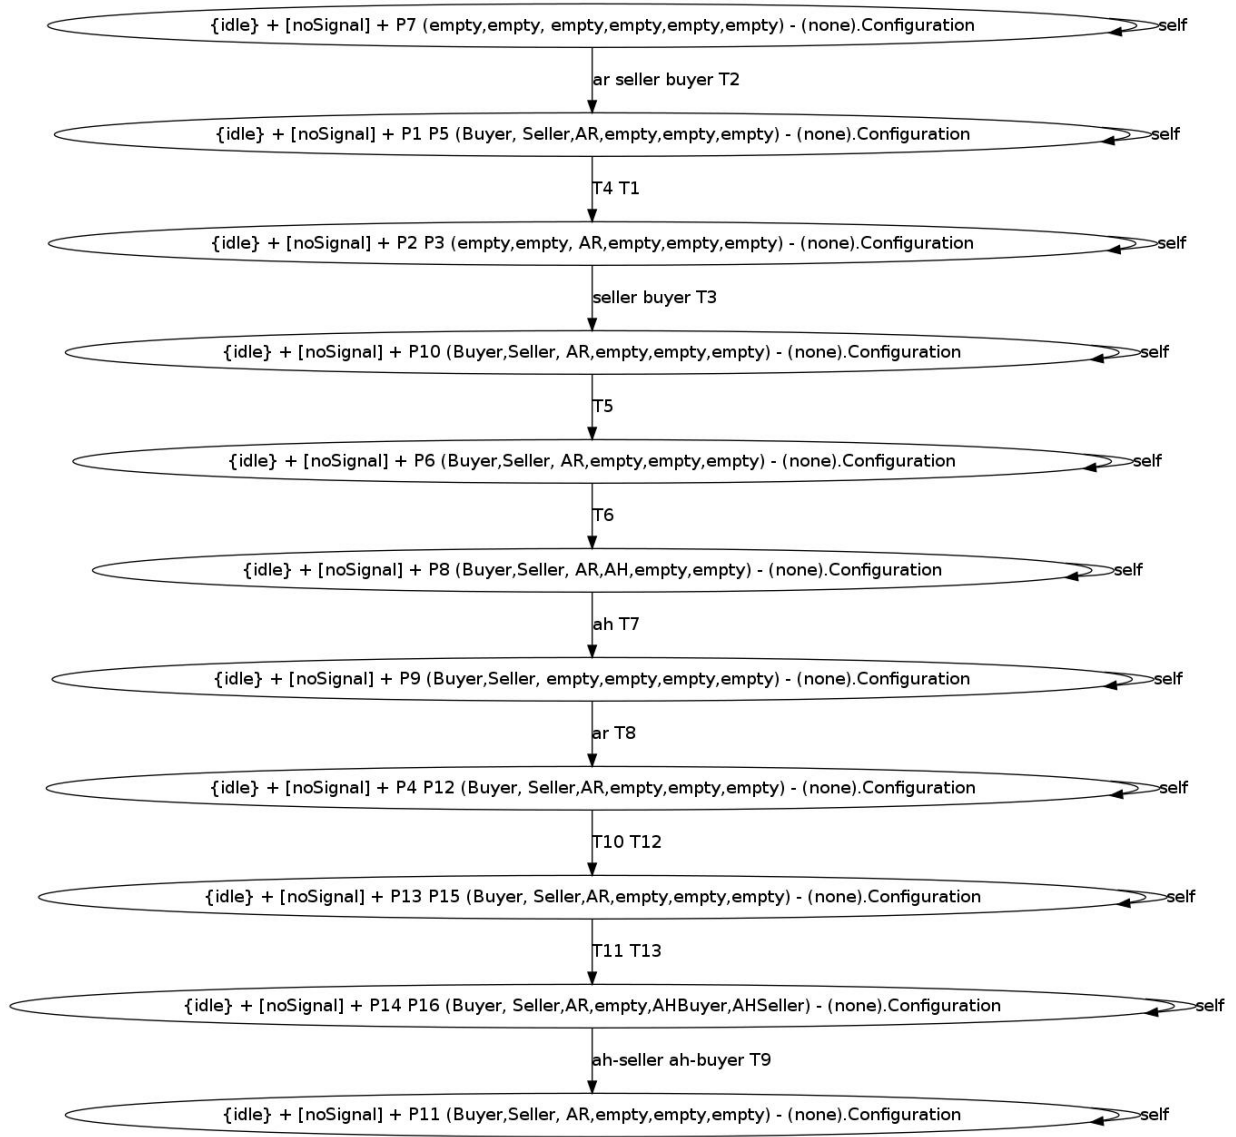 {idle} + [noSignal] + P7 (empty,empty, empty,empty,empty,empty) - (none).Configuration
self
ar seller buyer T2
{idle} + [noSignal] + P1 P5 (Buyer, Seller,AR,empty,empty,empty) - (none).Configuration
self
T4 T1
{idle} + [noSignal] + P2 P3 (empty,empty, AR,empty,empty,empty) - (none).Configuration
self
seller buyer T3
{idle} + [noSignal] + P10 (Buyer,Seller, AR,empty,empty,empty) - (none).Configuration
self
T5
{idle} + [noSignal] + P6 (Buyer,Seller, AR,empty,empty,empty) - (none).Configuration
self
T6
{idle} + [noSignal] + P8 (Buyer,Seller, AR,AH,empty,empty) - (none).Configuration
self
ah T7
{idle} + [noSignal] + P9 (Buyer,Seller, empty,empty,empty,empty) - (none).Configuration
self
ar T8
{idle} + [noSignal] + P4 P12 (Buyer, Seller,AR,empty,empty,empty) - (none).Configuration
self
T10 T12
{idle} + [noSignal] + P13 P15 (Buyer, Seller,AR,empty,empty,empty) - (none).Configuration
self
T11 T13
{idle} + [noSignal] + P14 P16 (Buyer, Seller,AR,empty,AHBuyer,AHSeller) - (none).Configuration
self
ah-seller ah-buyer T9
{idle} + [noSignal] + P11 (Buyer,Seller, AR,empty,empty,empty) - (none).Configuration
self